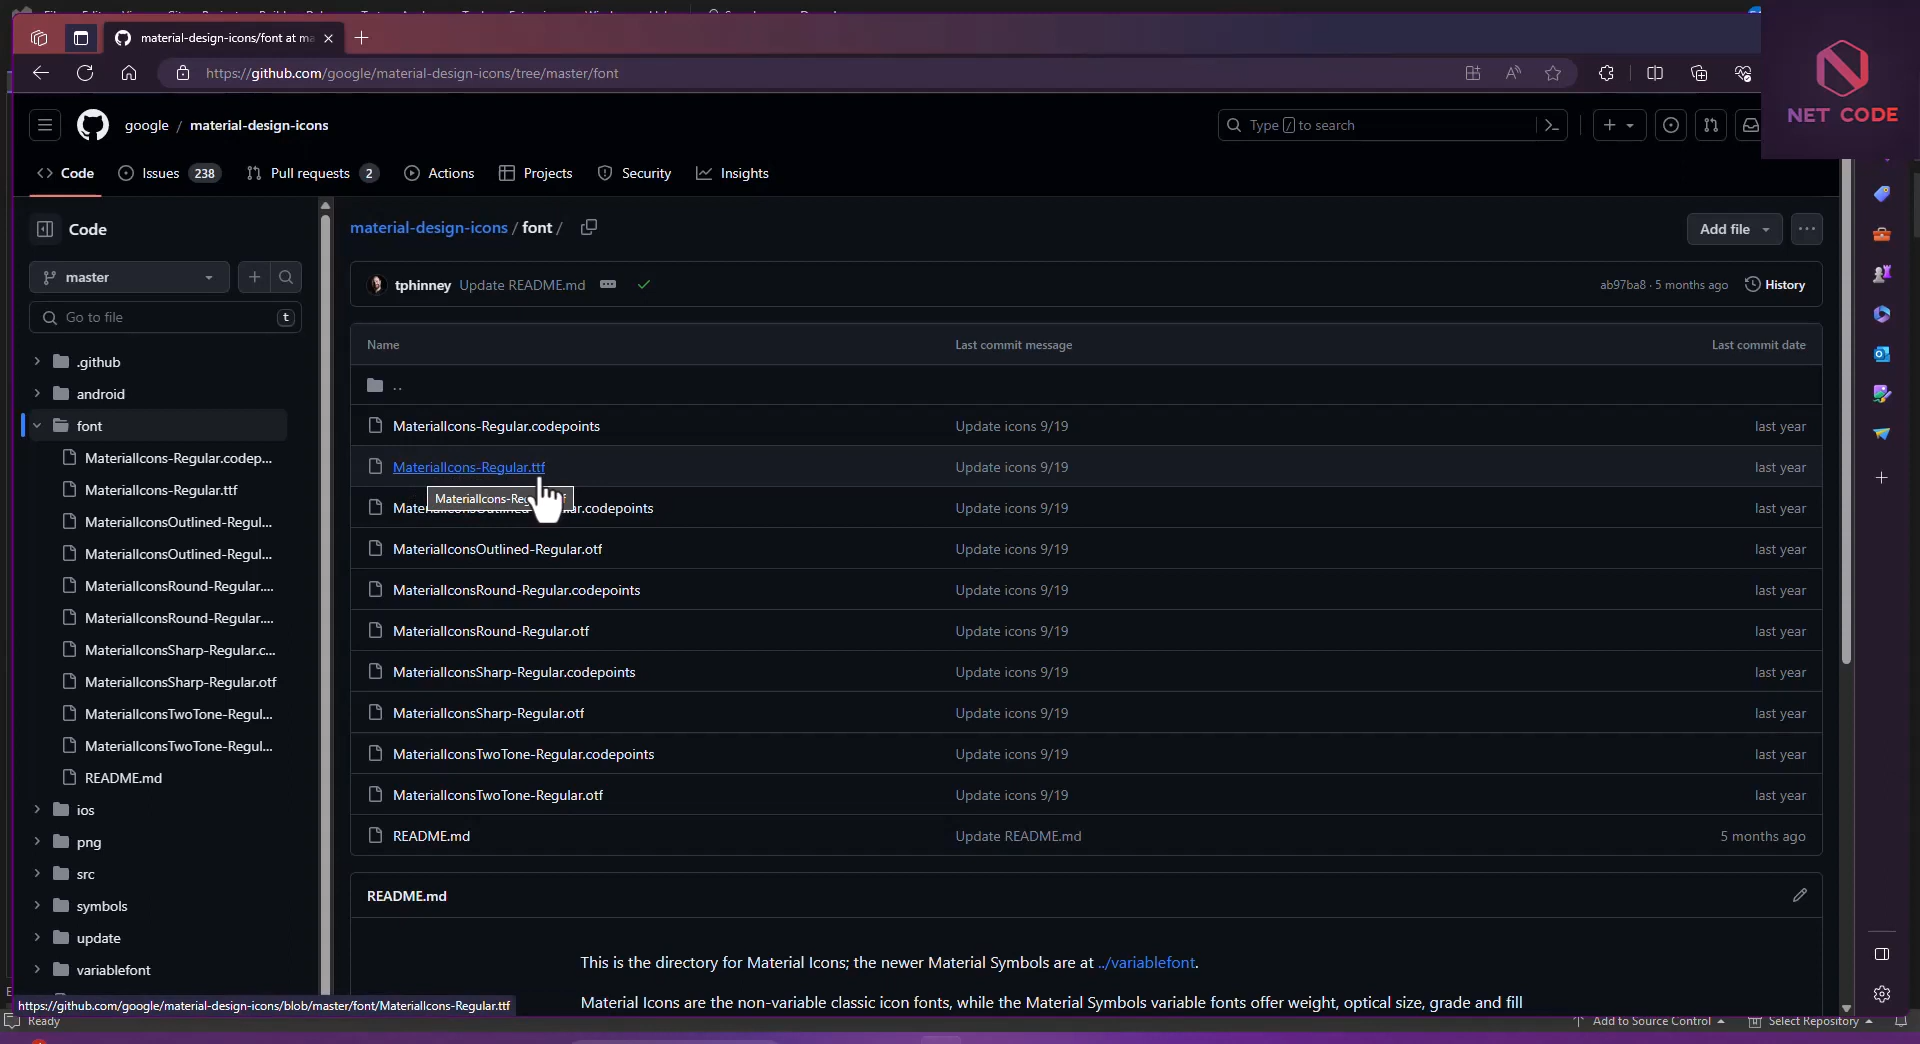 material-design-icons/font at ma
https://github.com/google/material-design-icons/tree/master/font
NET CODE
google / material-design-icons
Type / to search
Code
Issues 238
Pull requests 2
Actions
Projects
Security
Insights
Code
master
Go to file
t
.github
android
font
MaterialIcons-Regular.codep...
MaterialIcons-Regular.ttf
MaterialIconsOutlined-Regul...
MaterialIconsOutlined-Regul...
MaterialIconsRound-Regular....
MaterialIconsRound-Regular....
MaterialIconsSharp-Regular.c...
MaterialIconsSharp-Regular.otf
MaterialIconsTwoTone-Regul...
MaterialIconsTwoTone-Regul...
README.md
ios
png
src
symbols
update
variablefont
material-design-icons / font /
Add file
tphinney Update README.md
ab97ba8 · 5 months ago
History
Name Last commit message Last commit date
..
MaterialIcons-Regular.codepoints Update icons 9/19 last year
MaterialIcons-Regular.ttf Update icons 9/19 last year
MaterialIcons-Reg
.codepoints Update icons 9/19 last year
MaterialIconsOutlined-Regular.otf Update icons 9/19 last year
MaterialIconsRound-Regular.codepoints Update icons 9/19 last year
MaterialIconsRound-Regular.otf Update icons 9/19 last year
MaterialIconsSharp-Regular.codepoints Update icons 9/19 last year
MaterialIconsSharp-Regular.otf Update icons 9/19 last year
MaterialIconsTwoTone-Regular.codepoints Update icons 9/19 last year
MaterialIconsTwoTone-Regular.otf Update icons 9/19 last year
README.md Update README.md 5 months ago
README.md
This is the directory for Material Icons; the newer Material Symbols are at ../variablefont.
Material Icons are the non-variable classic icon fonts, while the Material Symbols variable fonts offer weight, optical size, grade and fill
https://github.com/google/material-design-icons/blob/master/font/MaterialIcons-Regular.ttf
Ready
Add to Source Control
Select Repository